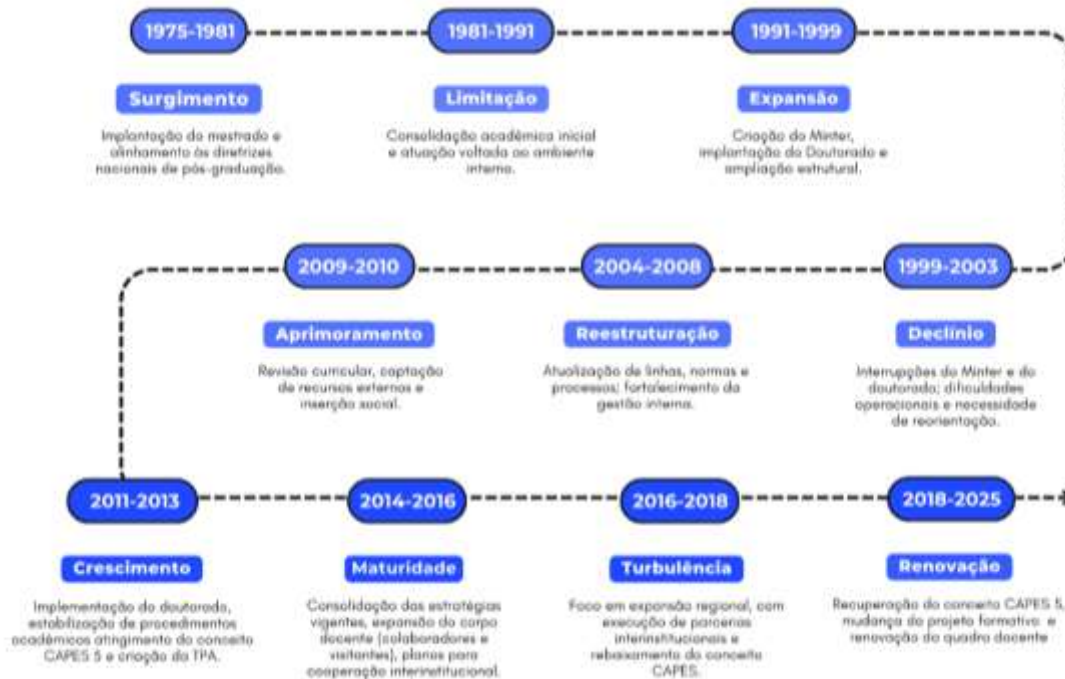 1975-1981
Surgimento
Implantação do mestrado e
alinhamento às diretrizes
nacionais de pós-graduação.
1981-1991
Limitação
Consolidação acadêmica inicial
e atuação voltada ao ambiente
interno.
1991-1999
Expansão
Criação do Minter,
implantação do Doutorado e
ampliação estrutural.
1999-2003
Declínio
Interrupções do Minter e do
doutorado; dificuldades
operacionais e necessidade
de reorientação.
2004-2008
Reestruturação
Atualização de linhas, normas e
processos; fortalecimento da
gestão interna.
2009-2010
Aprimoramento
Revisão curricular, captação
de recursos externos e
inserção social.
2011-2013
Crescimento
Implementação do doutorado,
estabilização de procedimentos
acadêmicos atingimento do conceito
CAPES 5 e criação da TPA.
2014-2016
Maturidade
Consolidação das estratégias
vigentes, expansão do corpo
docente (colaboradores e
visitantes), planos para
cooperação interinstitucional.
2016-2018
Turbulência
Foco em expansão regional, com
execução de parcerias
interinstitucionais e
rebaixamento do conceito
CAPES.
2018-2025
Renovação
Recuperação do conceito CAPES 5,
mudança do projeto formativo e
renovação do quadro docente